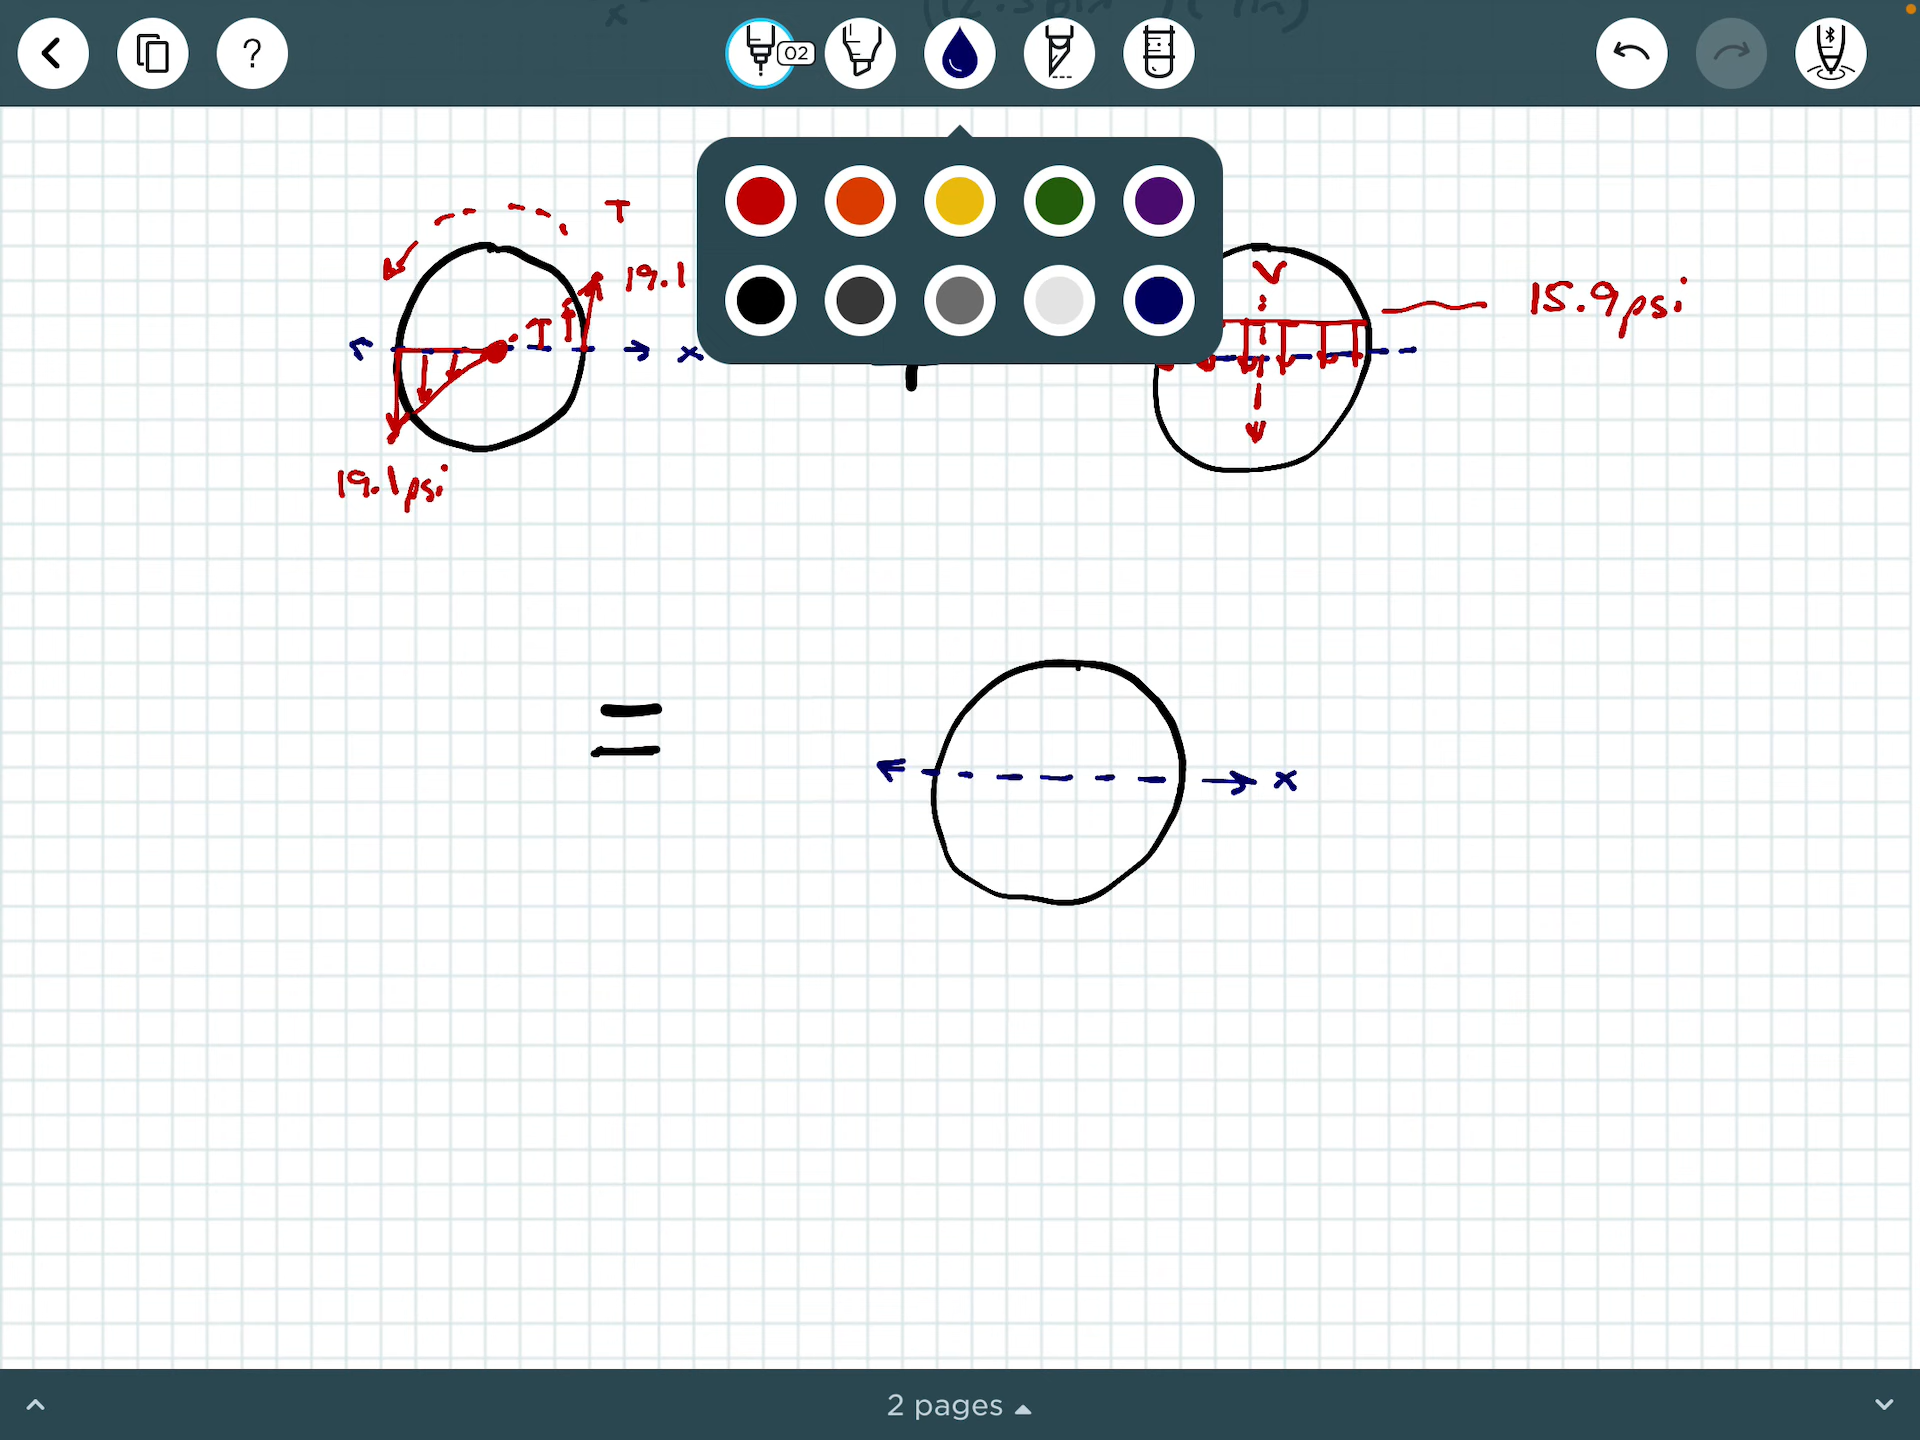 ?
02
T
19.1
x
V
15.9psi
19.1psi
=
x
2 pages